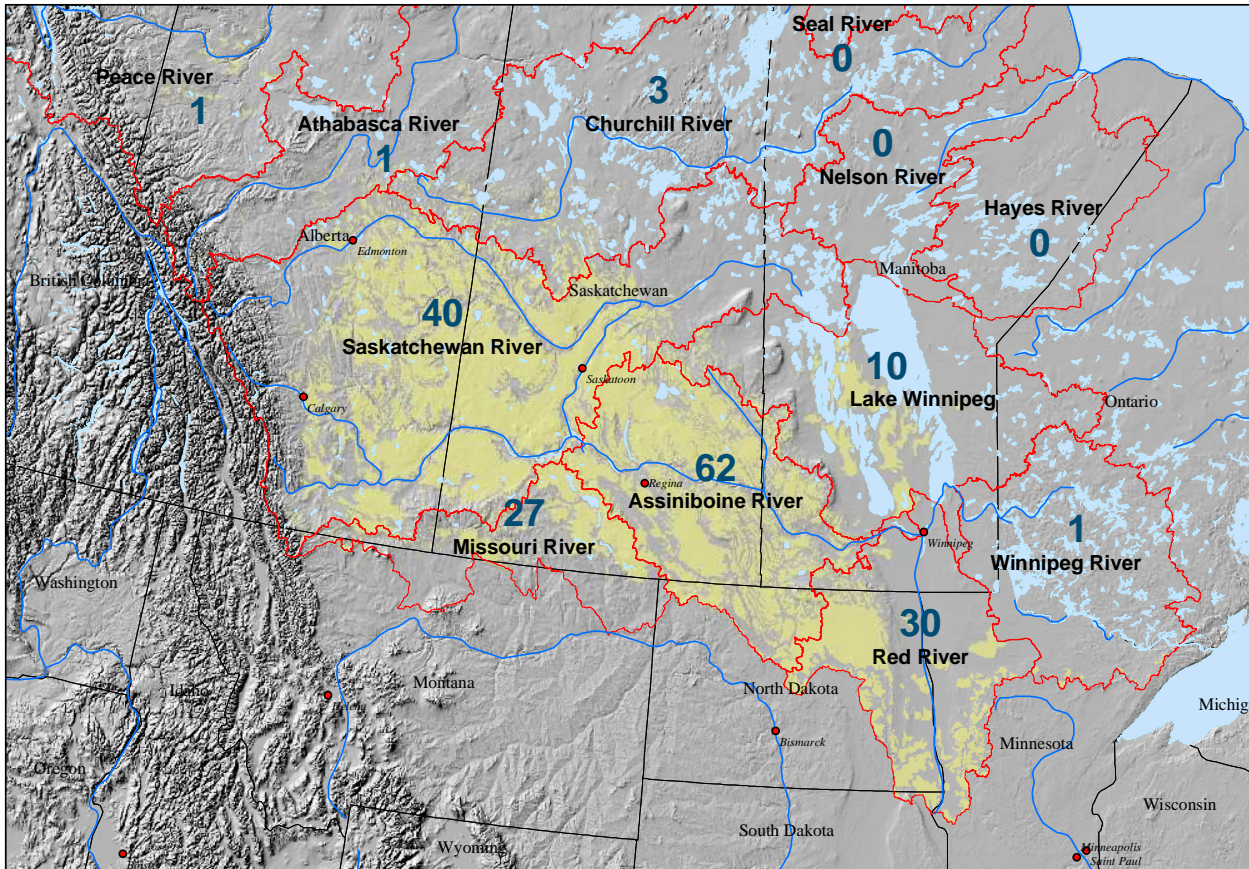 Seal River
0
Peace River
1
3
Churchill River
Athabasca River
1
0
Nelson River
Hayes River
0
Alberta
Edmonton
Manitoba
British Columbia
Saskatchewan
40
Saskatchewan River
Saskatoon
10
Lake Winnipeg
Calgary
Ontario
62
Regina
Assiniboine River
27
Missouri River
Winnipeg
1
Winnipeg River
Washington
30
Red River
Montana
Idaho
Helena
North Dakota
Michig
Bismarck
Minnesota
Oregon
Wisconsin
South Dakota
Wyoming
Minneapolis
Saint Paul